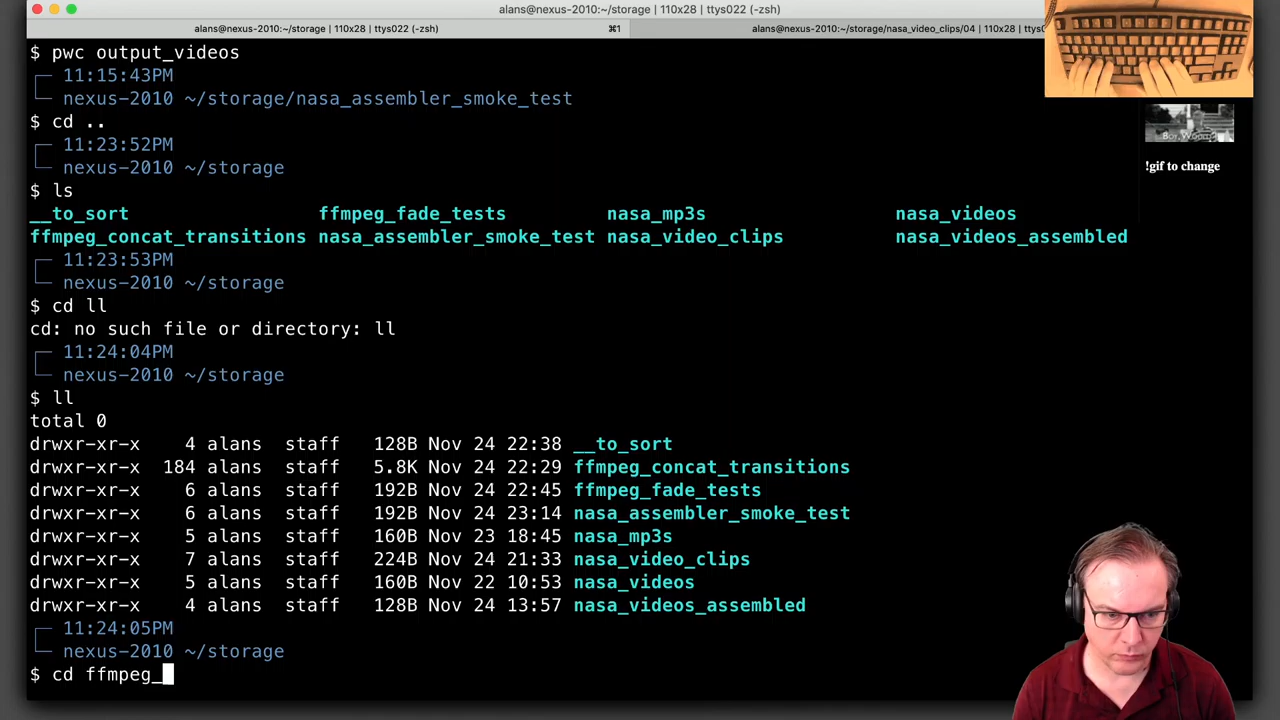 alans@nexus-2010:~/storage | 110x28 | ttys022 (-zsh)
alans@nexus-2010:~/storage | 110x28 | ttys022 (-zsh) ⌘1 alans@nexus-2010:~/storage/nasa_video_clips/04 | 110x28 | ttys0
$ pwc output_videos
11:15:43PM
nexus-2010 ~/storage/nasa_assembler_smoke_test
$ cd ..
11:23:52PM
nexus-2010 ~/storage
$ ls
__to_sort ffmpeg_fade_tests nasa_mp3s nasa_videos
ffmpeg_concat_transitions nasa_assembler_smoke_test nasa_video_clips nasa_videos_assembled
11:23:53PM
nexus-2010 ~/storage
$ cd ll
cd: no such file or directory: ll
11:24:04PM
nexus-2010 ~/storage
$ ll
total 0
drwxr-xr-x 4 alans staff 128B Nov 24 22:38 __to_sort
drwxr-xr-x 184 alans staff 5.8K Nov 24 22:29 ffmpeg_concat_transitions
drwxr-xr-x 6 alans staff 192B Nov 24 22:45 ffmpeg_fade_tests
drwxr-xr-x 6 alans staff 192B Nov 24 23:14 nasa_assembler_smoke_test
drwxr-xr-x 5 alans staff 160B Nov 23 18:45 nasa_mp3s
drwxr-xr-x 7 alans staff 224B Nov 24 21:33 nasa_video_clips
drwxr-xr-x 5 alans staff 160B Nov 22 10:53 nasa_videos
drwxr-xr-x 4 alans staff 128B Nov 24 13:57 nasa_videos_assembled
11:24:05PM
nexus-2010 ~/storage
$ cd ffmpeg_
!gif to change